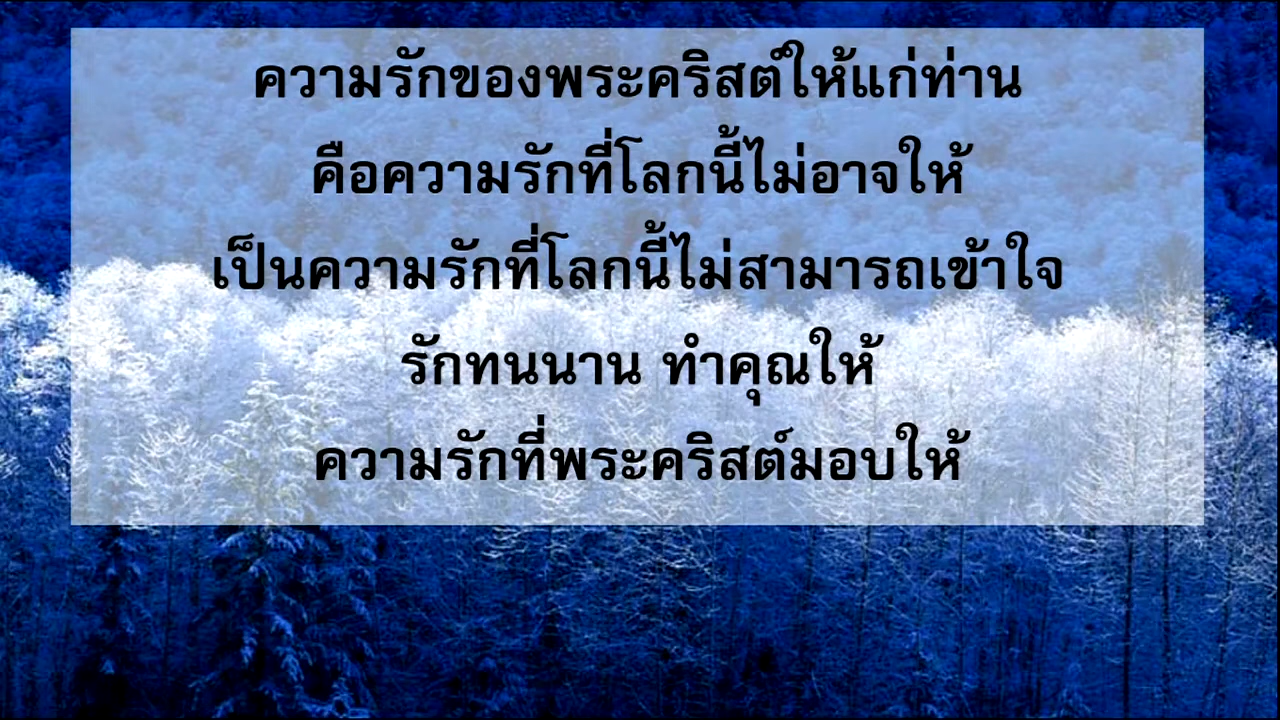 ความรักของพระคริสต์ให้แก่ท่าน
คือความรักที่โลกนี้ไม่อาจให้
เป็นความรักที่โลกนี้ไม่สามารถเข้าใจ
รักทนนาน ทำคุณให้
ความรักที่พระคริสต์มอบให้